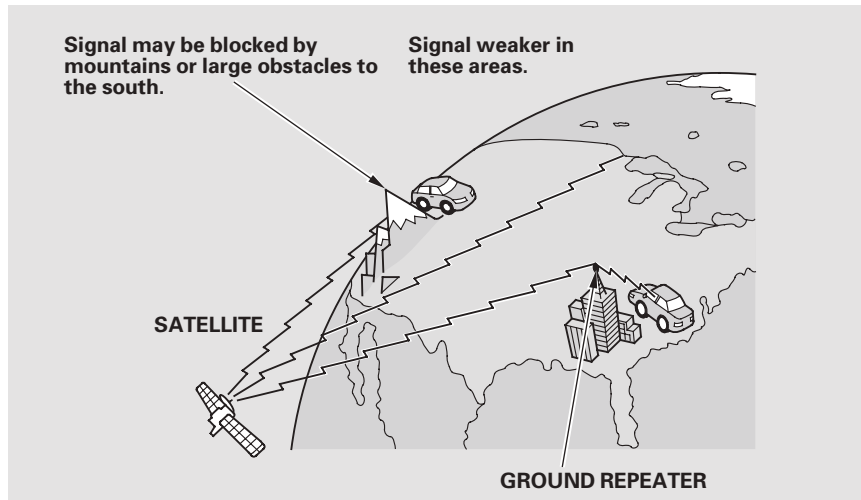 Signal may be blocked by
mountains or large obstacles to
the south.
Signal weaker in
these areas.
SATELLITE
GROUND REPEATER